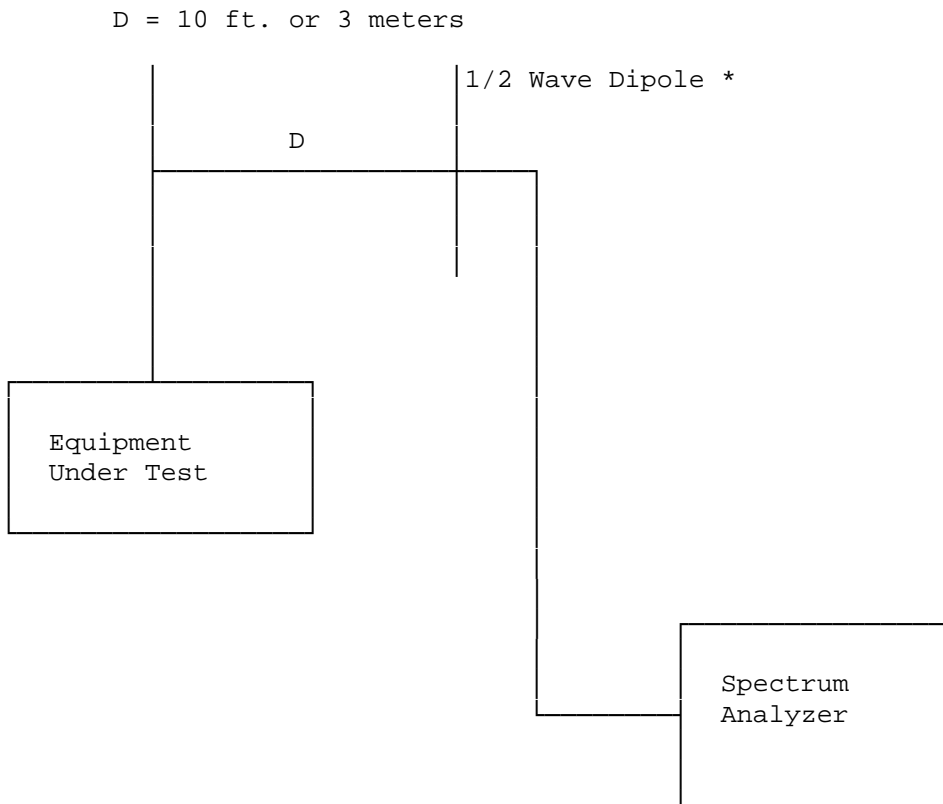 D = 10 ft. or 3 meters
1/2 Wave Dipole *
D
Equipment
Under Test
Spectrum
Analyzer